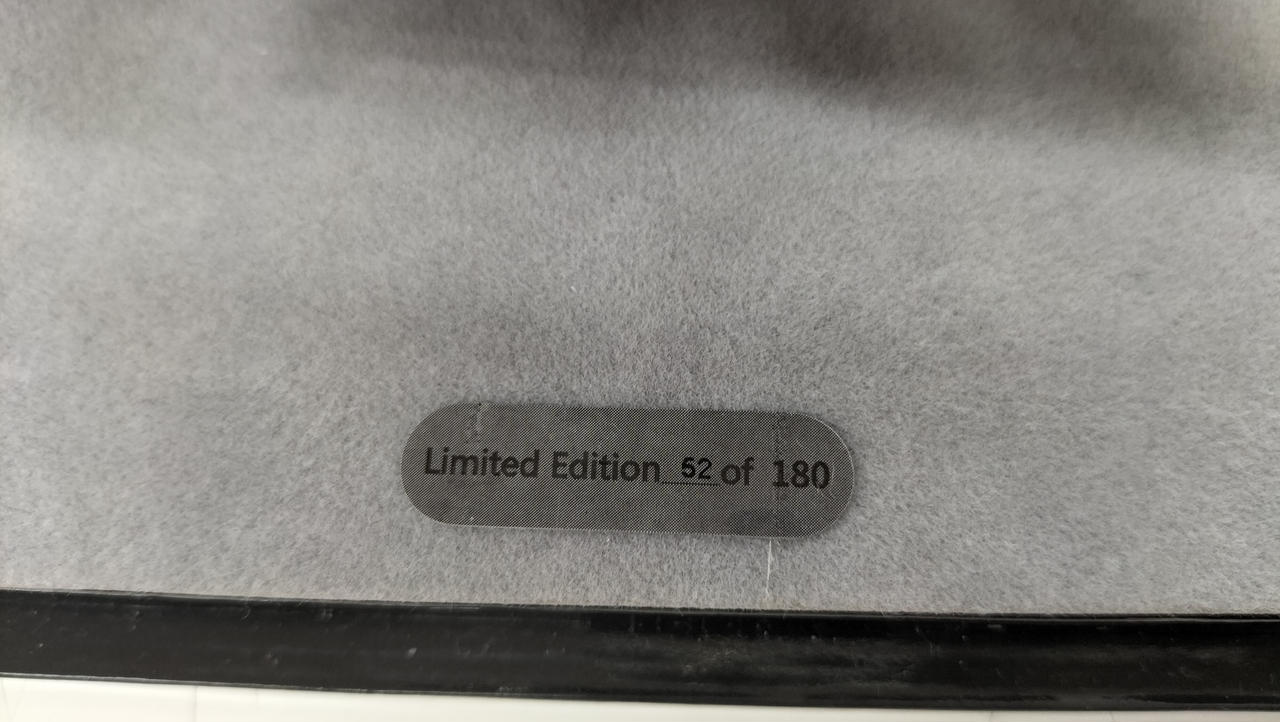 Limited Edition 52 of 180